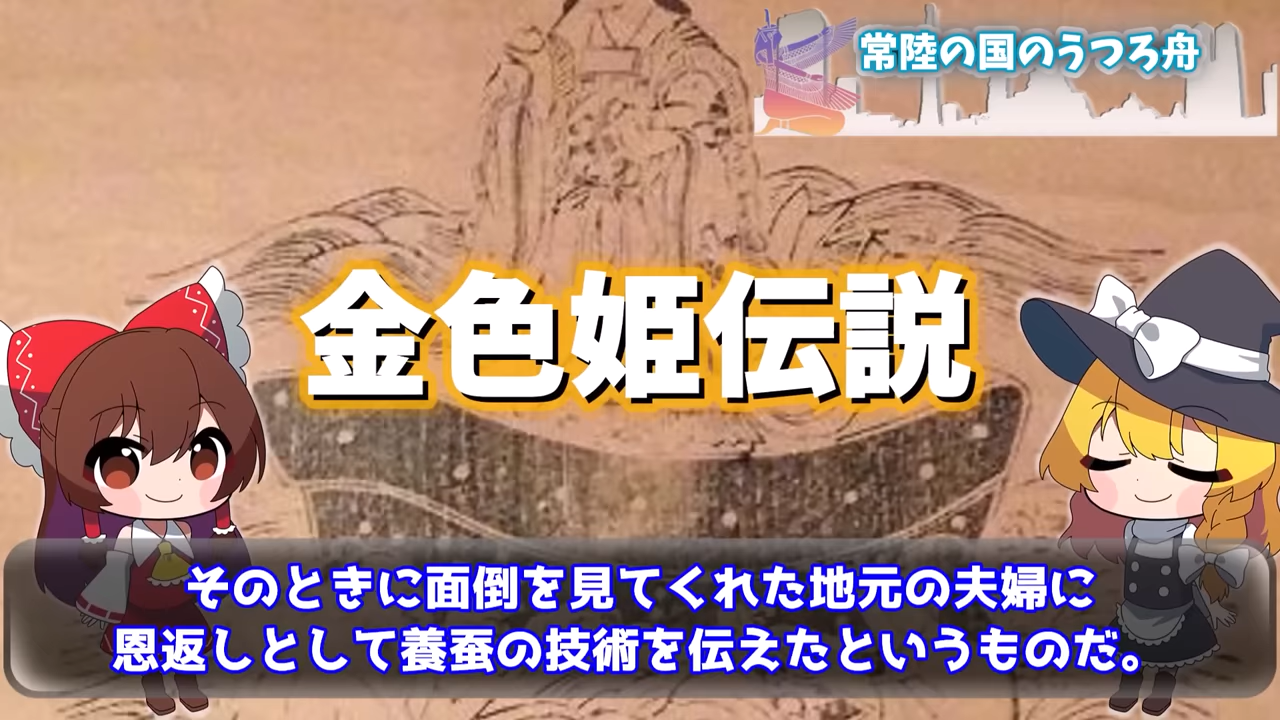 常陸の国のうつろ舟
金色姫伝説
そのときに面倒を見てくれた地元の夫婦に
恩返しとして養蚕の技術を伝えたというものだ。